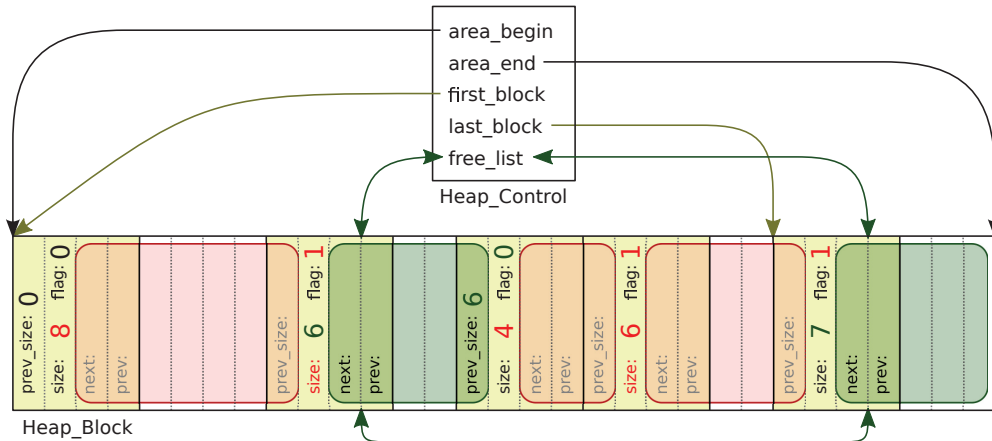 area_begin
area_end
first_block
last_block
free_list
Heap_Control
prev_size: 0
size: 8 flag: 0
next:
prev:
prev_size:
size: 6 flag: 1
next:
prev:
prev_size: 6
size: 4 flag: 0
next:
prev:
prev_size:
size: 6 flag: 1
next:
prev:
prev_size:
size: 7 flag: 1
next:
prev:
Heap_Block